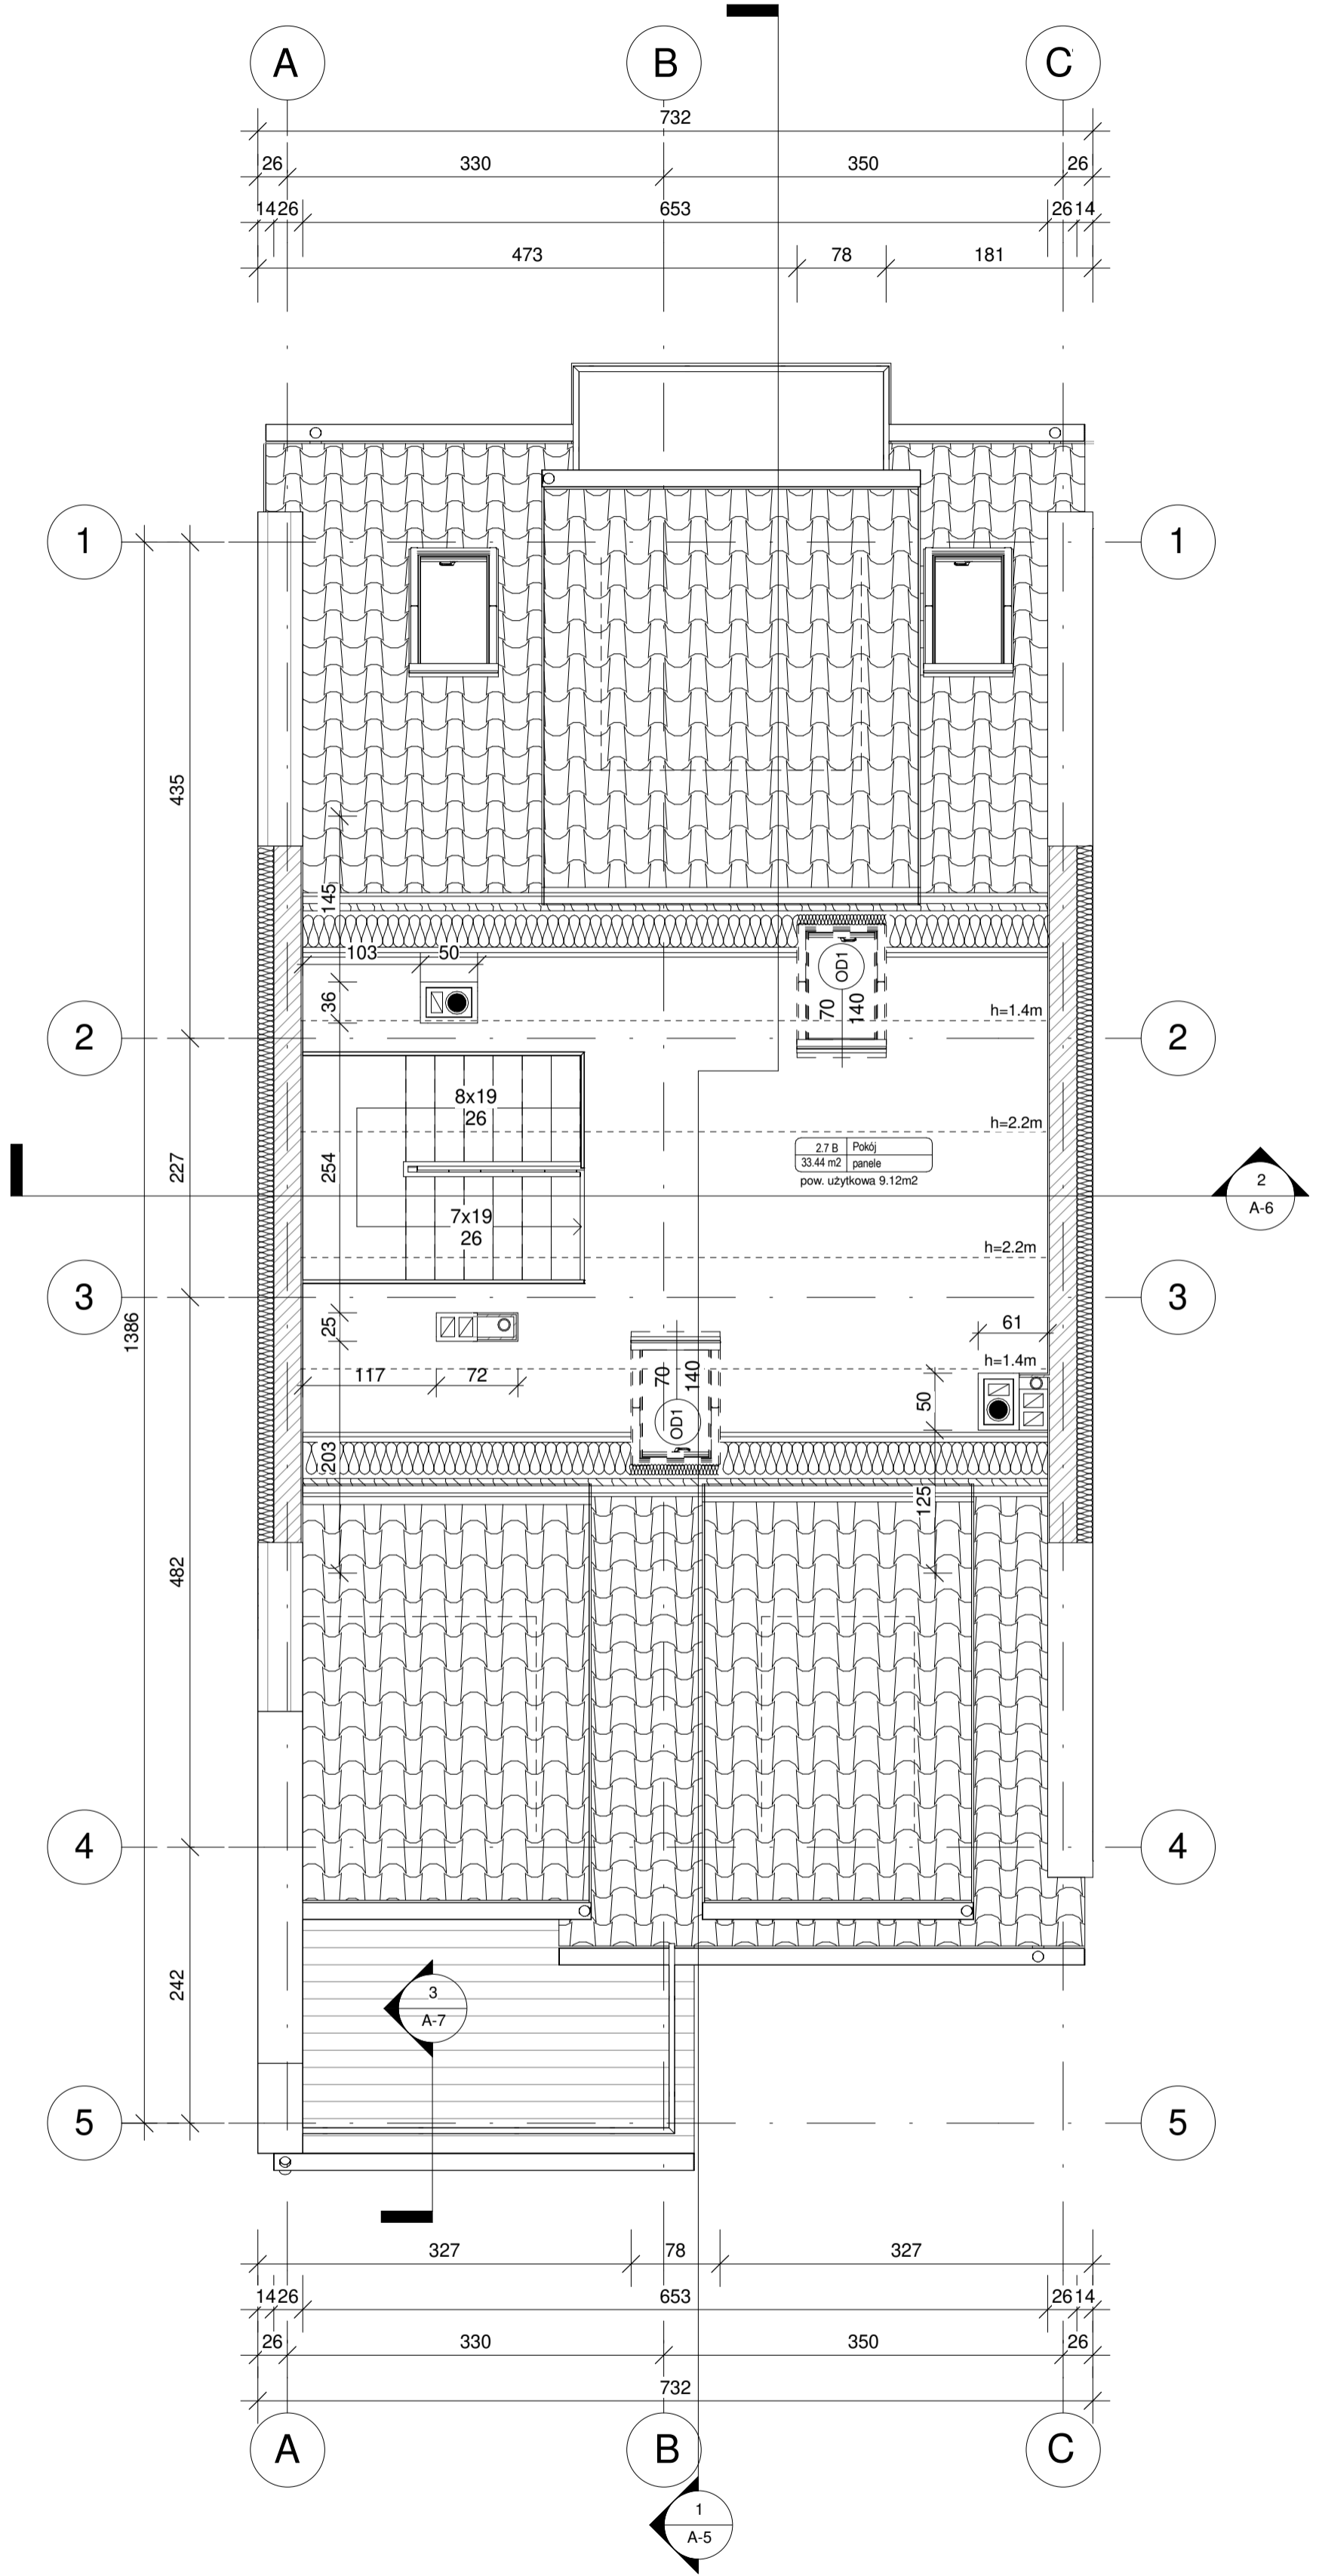 A B C
732
26 330 350 26
14 26 653 26 14
473 78 181
1 1
435
145
103 50
36
OD1
70
140
h=1.4m
2 2
8x19
26
h=2.2m
2.7 B Pokój
33.44 m2 panele
pow. użytkowa 9.12m2
227
254
2
A-6
7x19
26
h=2.2m
3 3
1386
25
61
h=1.4m
117 72
70
140
OD1
50
203
125
482
4 4
242
3
A-7
5 5
327 78 327
14 26 653 26 14
26 330 350 26
732
A B C
1
A-5